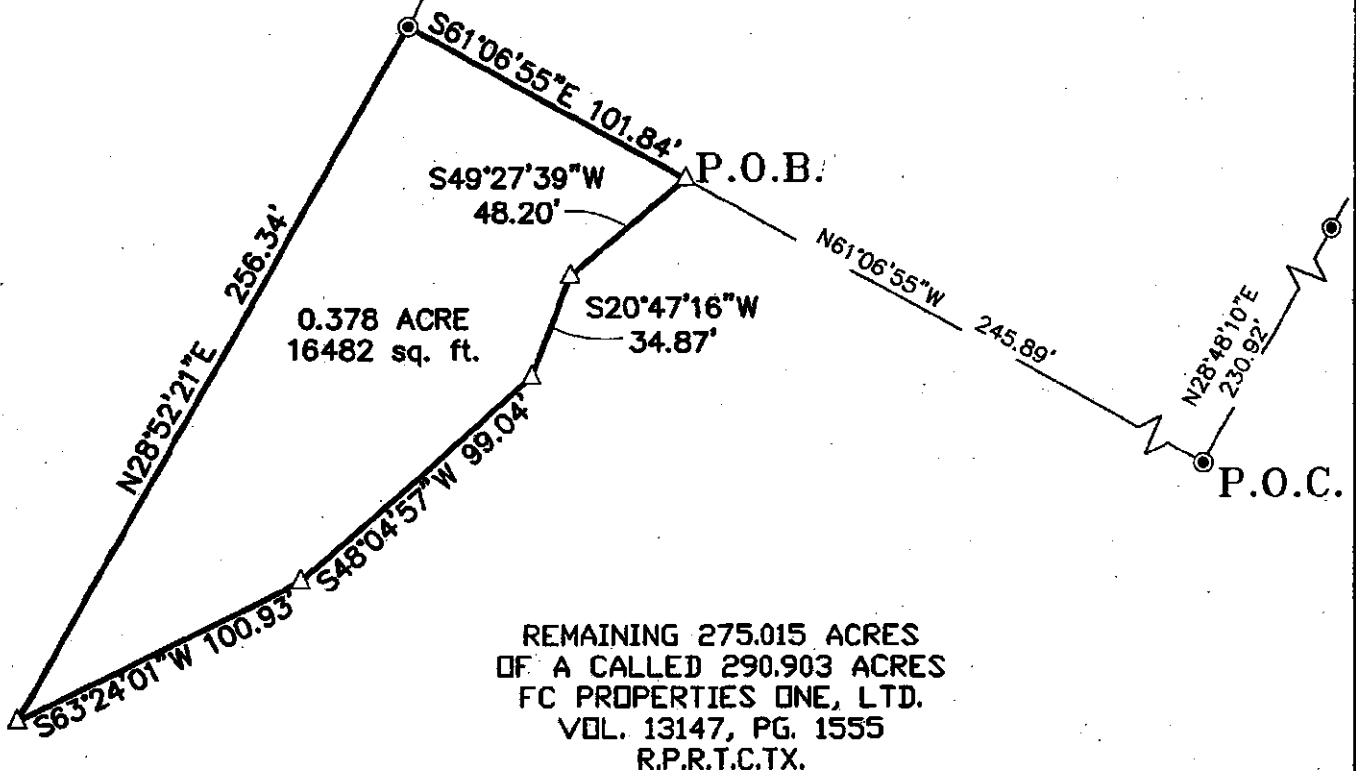 S61°06'55"E 101.84'
P.O.B.
S49°27'39"W
48.20'
N61°06'55"W 245.89'
N28°48'10"E
230.92'
N28°52'21"E 256.34'
0.378 ACRE
16482 sq. ft.
S20°47'16"W
34.87'
P.O.C.
S48°04'57"W 99.04'
S63°24'01"W 100.93'
REMAINING 275.015 ACRES
OF A CALLED 290.903 ACRES
FC PROPERTIES ONE, LTD.
VOL. 13147, PG. 1555
R.P.R.T.C.TX.